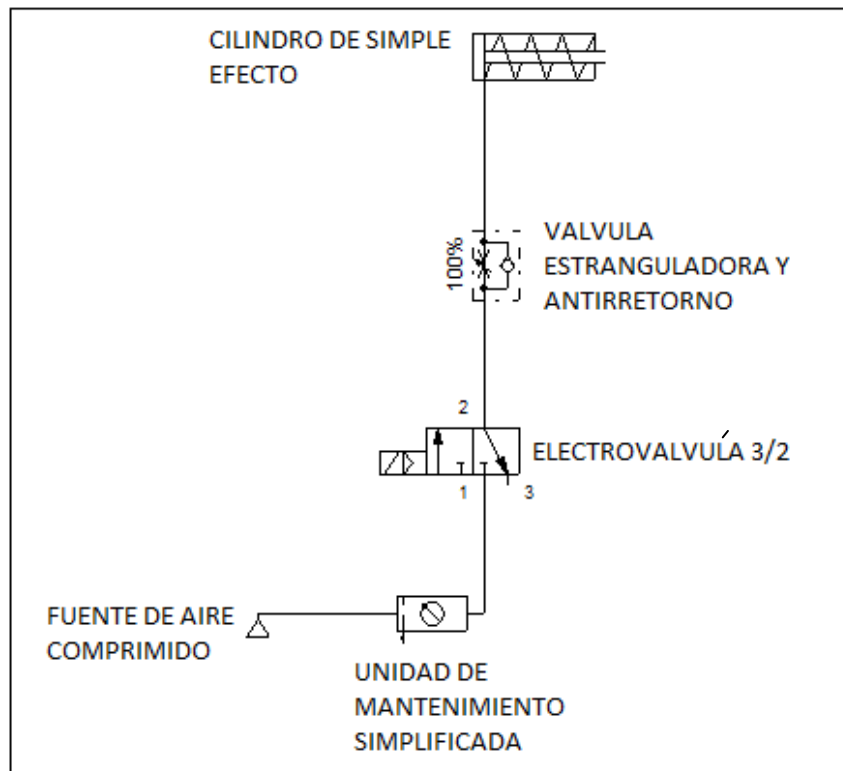 CILINDRO DE SIMPLE
EFECTO
100%
VALVULA
ESTRANGULADORA Y
ANTIRRETORNO
2
ELECTROVALVULÁ 3/2
1
3
FUENTE DE AIRE
COMPRIMIDO
UNIDAD DE
MANTENIMIENTO
SIMPLIFICADA